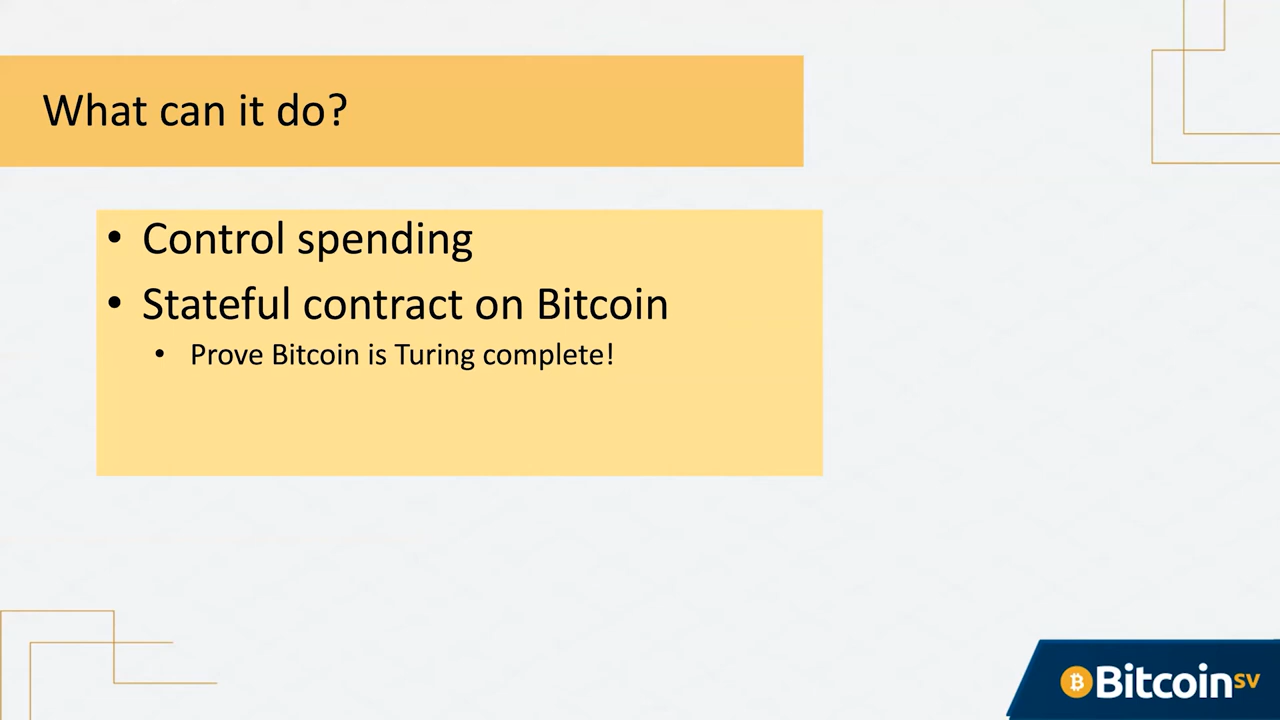 What can it do?
• Control spending
• Stateful contract on Bitcoin
• Prove Bitcoin is Turing complete!
BitcoinSV